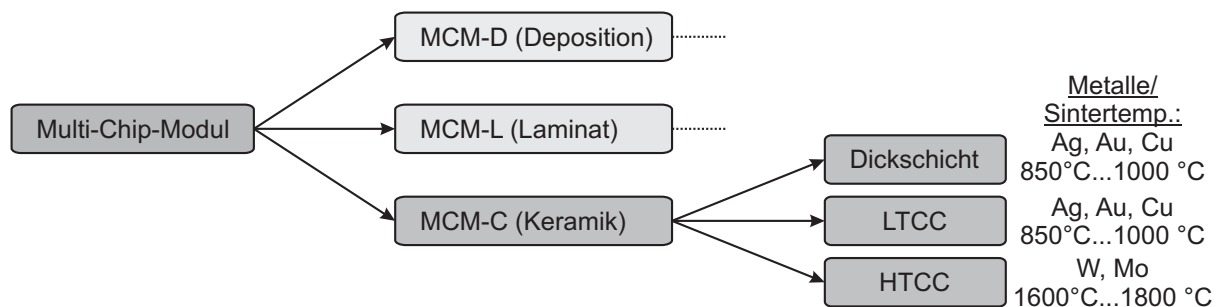 MCM-D (Deposition)
Multi-Chip-Modul
MCM-L (Laminat)
MCM-C (Keramik)
Metalle/
Sintertemp.:
Dickschicht
Ag, Au, Cu
850°C...1000 °C
LTCC
Ag, Au, Cu
850°C...1000 °C
HTCC
W, Mo
1600°C...1800 °C